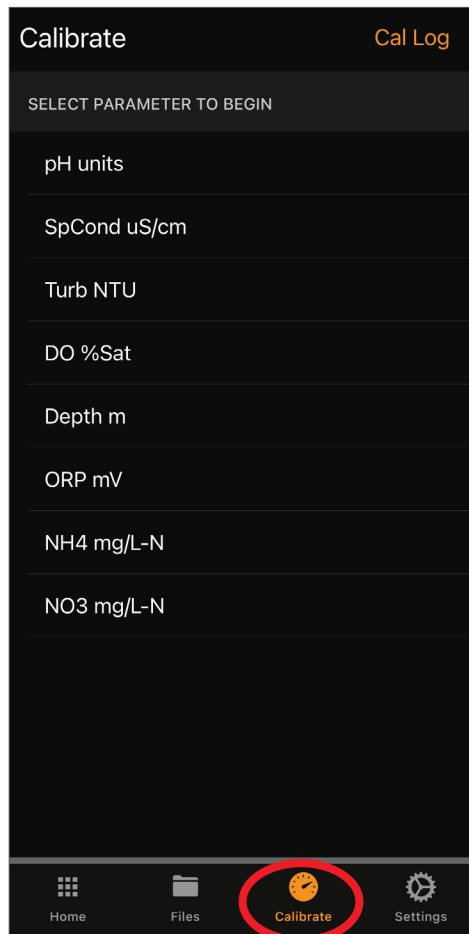 Calibrate Cal Log
SELECT PARAMETER TO BEGIN
pH units
SpCond uS/cm
Turb NTU
DO %Sat
Depth m
ORP mV
NH4 mg/L-N
NO3 mg/L-N
Home Files Calibrate Settings